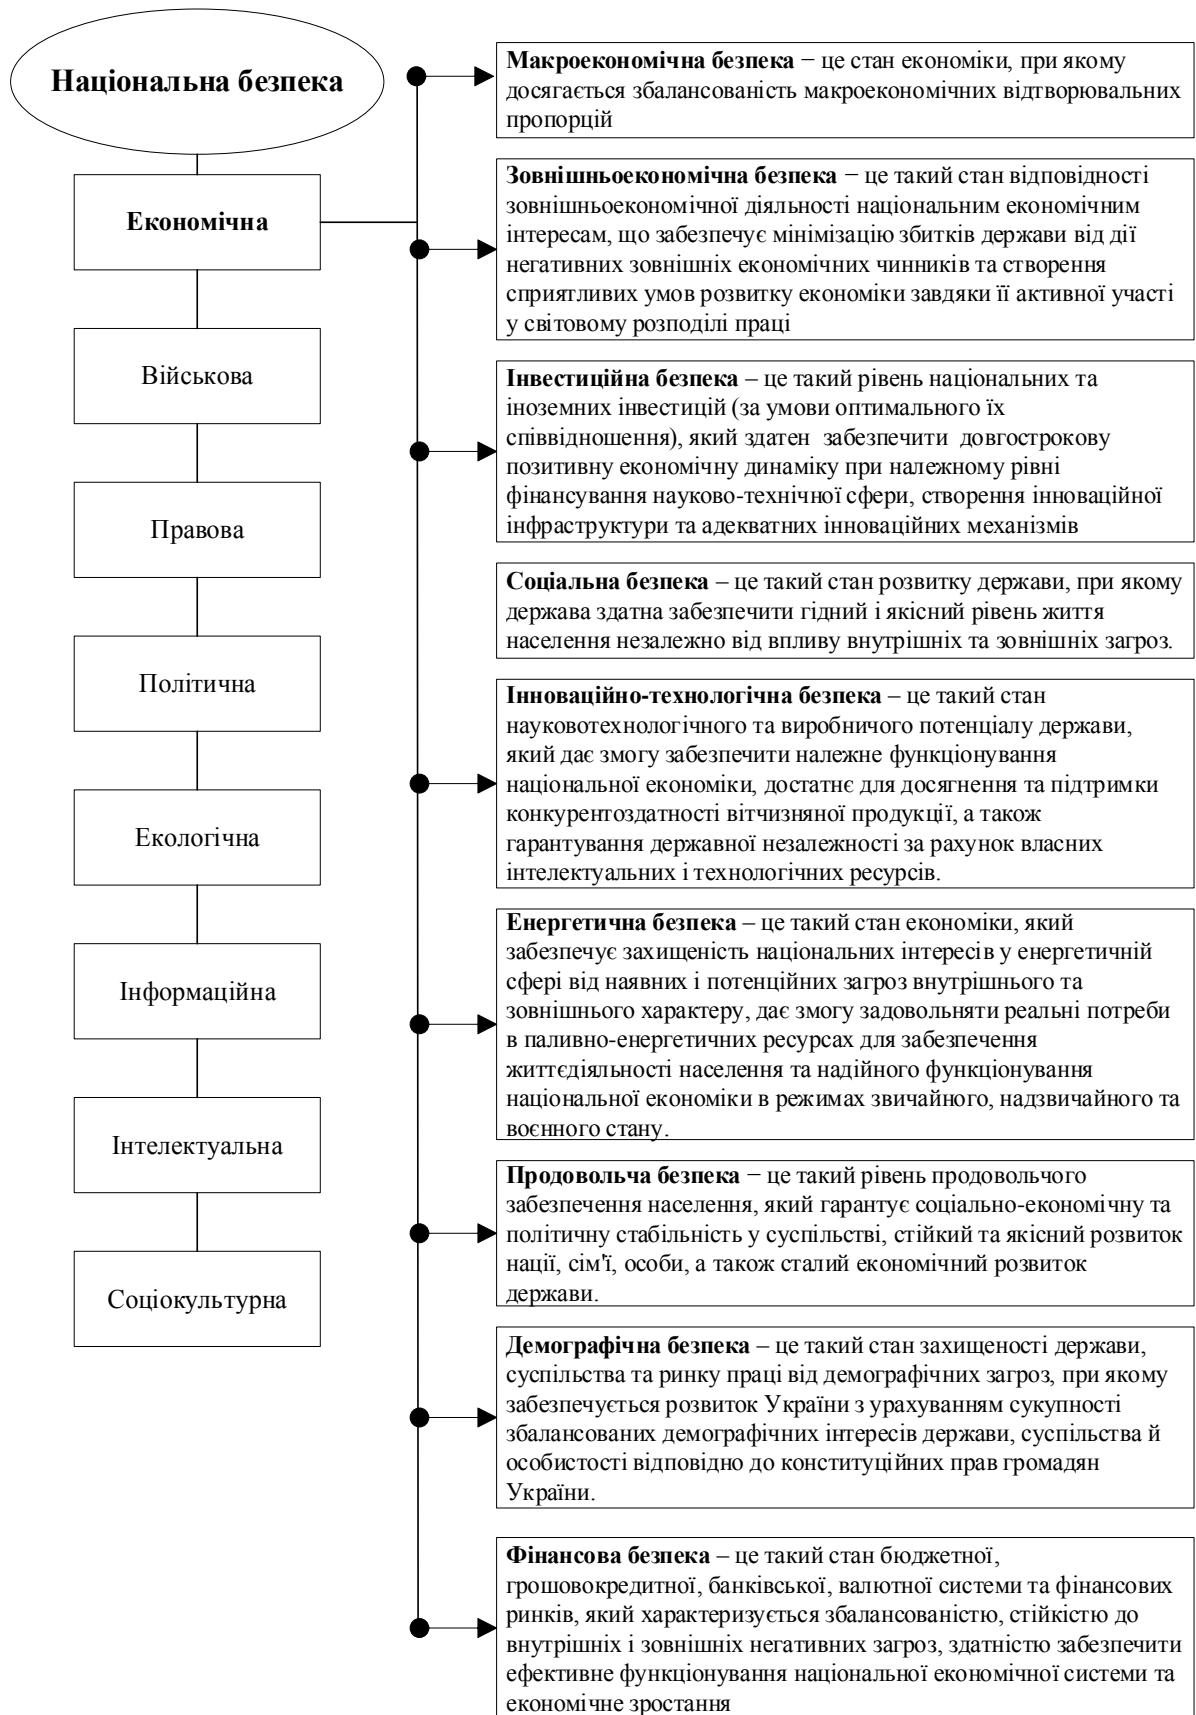 Національна безпека
Економічна
Військова
Правова
Політична
Екологічна
Інформаційна
Інтелектуальна
Соціокультурна
Макроекономічна безпека − це стан економіки, при якому
досягається збалансованість макроекономічних відтворювальних
пропорцій
Зовнішньоекономічна безпека − це такий стан відповідності
зовнішньоекономічної діяльності національним економічним
інтересам, що забезпечує мінімізацію збитків держави від дії
негативних зовнішніх економічних чинників та створення
сприятливих умов розвитку економіки завдяки її активної участі
у світовому розподілі праці
Інвестиційна безпека – це такий рівень національних та
іноземних інвестицій (за умови оптимального їх
співвідношення), який здатен забезпечити довгострокову
позитивну економічну динаміку при належному рівні
фінансування науково-технічної сфери, створення інноваційної
інфраструктури та адекватних інноваційних механізмів
Соціальна безпека – це такий стан розвитку держави, при якому
держава здатна забезпечити гідний і якісний рівень життя
населення незалежно від впливу внутрішніх та зовнішніх загроз.
Інноваційно-технологічна безпека – це такий стан
науковотехнологічного та виробничого потенціалу держави,
який дає змогу забезпечити належне функціонування
національної економіки, достатнє для досягнення та підтримки
конкурентоздатності вітчизняної продукції, а також
гарантування державної незалежності за рахунок власних
інтелектуальних і технологічних ресурсів.
Енергетична безпека – це такий стан економіки, який
забезпечує захищеність національних інтересів у енергетичній
сфері від наявних і потенційних загроз внутрішнього та
зовнішнього характеру, дає змогу задовольняти реальні потреби
в паливно-енергетичних ресурсах для забезпечення
життєдіяльності населення та надійного функціонування
національної економіки в режимах звичайного, надзвичайного та
воєнного стану.
Продовольча безпека − це такий рівень продовольчого
забезпечення населення, який гарантує соціально-економічну та
політичну стабільність у суспільстві, стійкий та якісний розвиток
нації, сім'ї, особи, а також сталий економічний розвиток
держави.
Демографічна безпека – це такий стан захищеності держави,
суспільства та ринку праці від демографічних загроз, при якому
забезпечується розвиток України з урахуванням сукупності
збалансованих демографічних інтересів держави, суспільства й
особистості відповідно до конституційних прав громадян
України.
Фінансова безпека – це такий стан бюджетної,
грошовокредитної, банківської, валютної системи та фінансових
ринків, який характеризується збалансованістю, стійкістю до
внутрішніх і зовнішніх негативних загроз, здатністю забезпечити
ефективне функціонування національної економічної системи та
економічне зростання